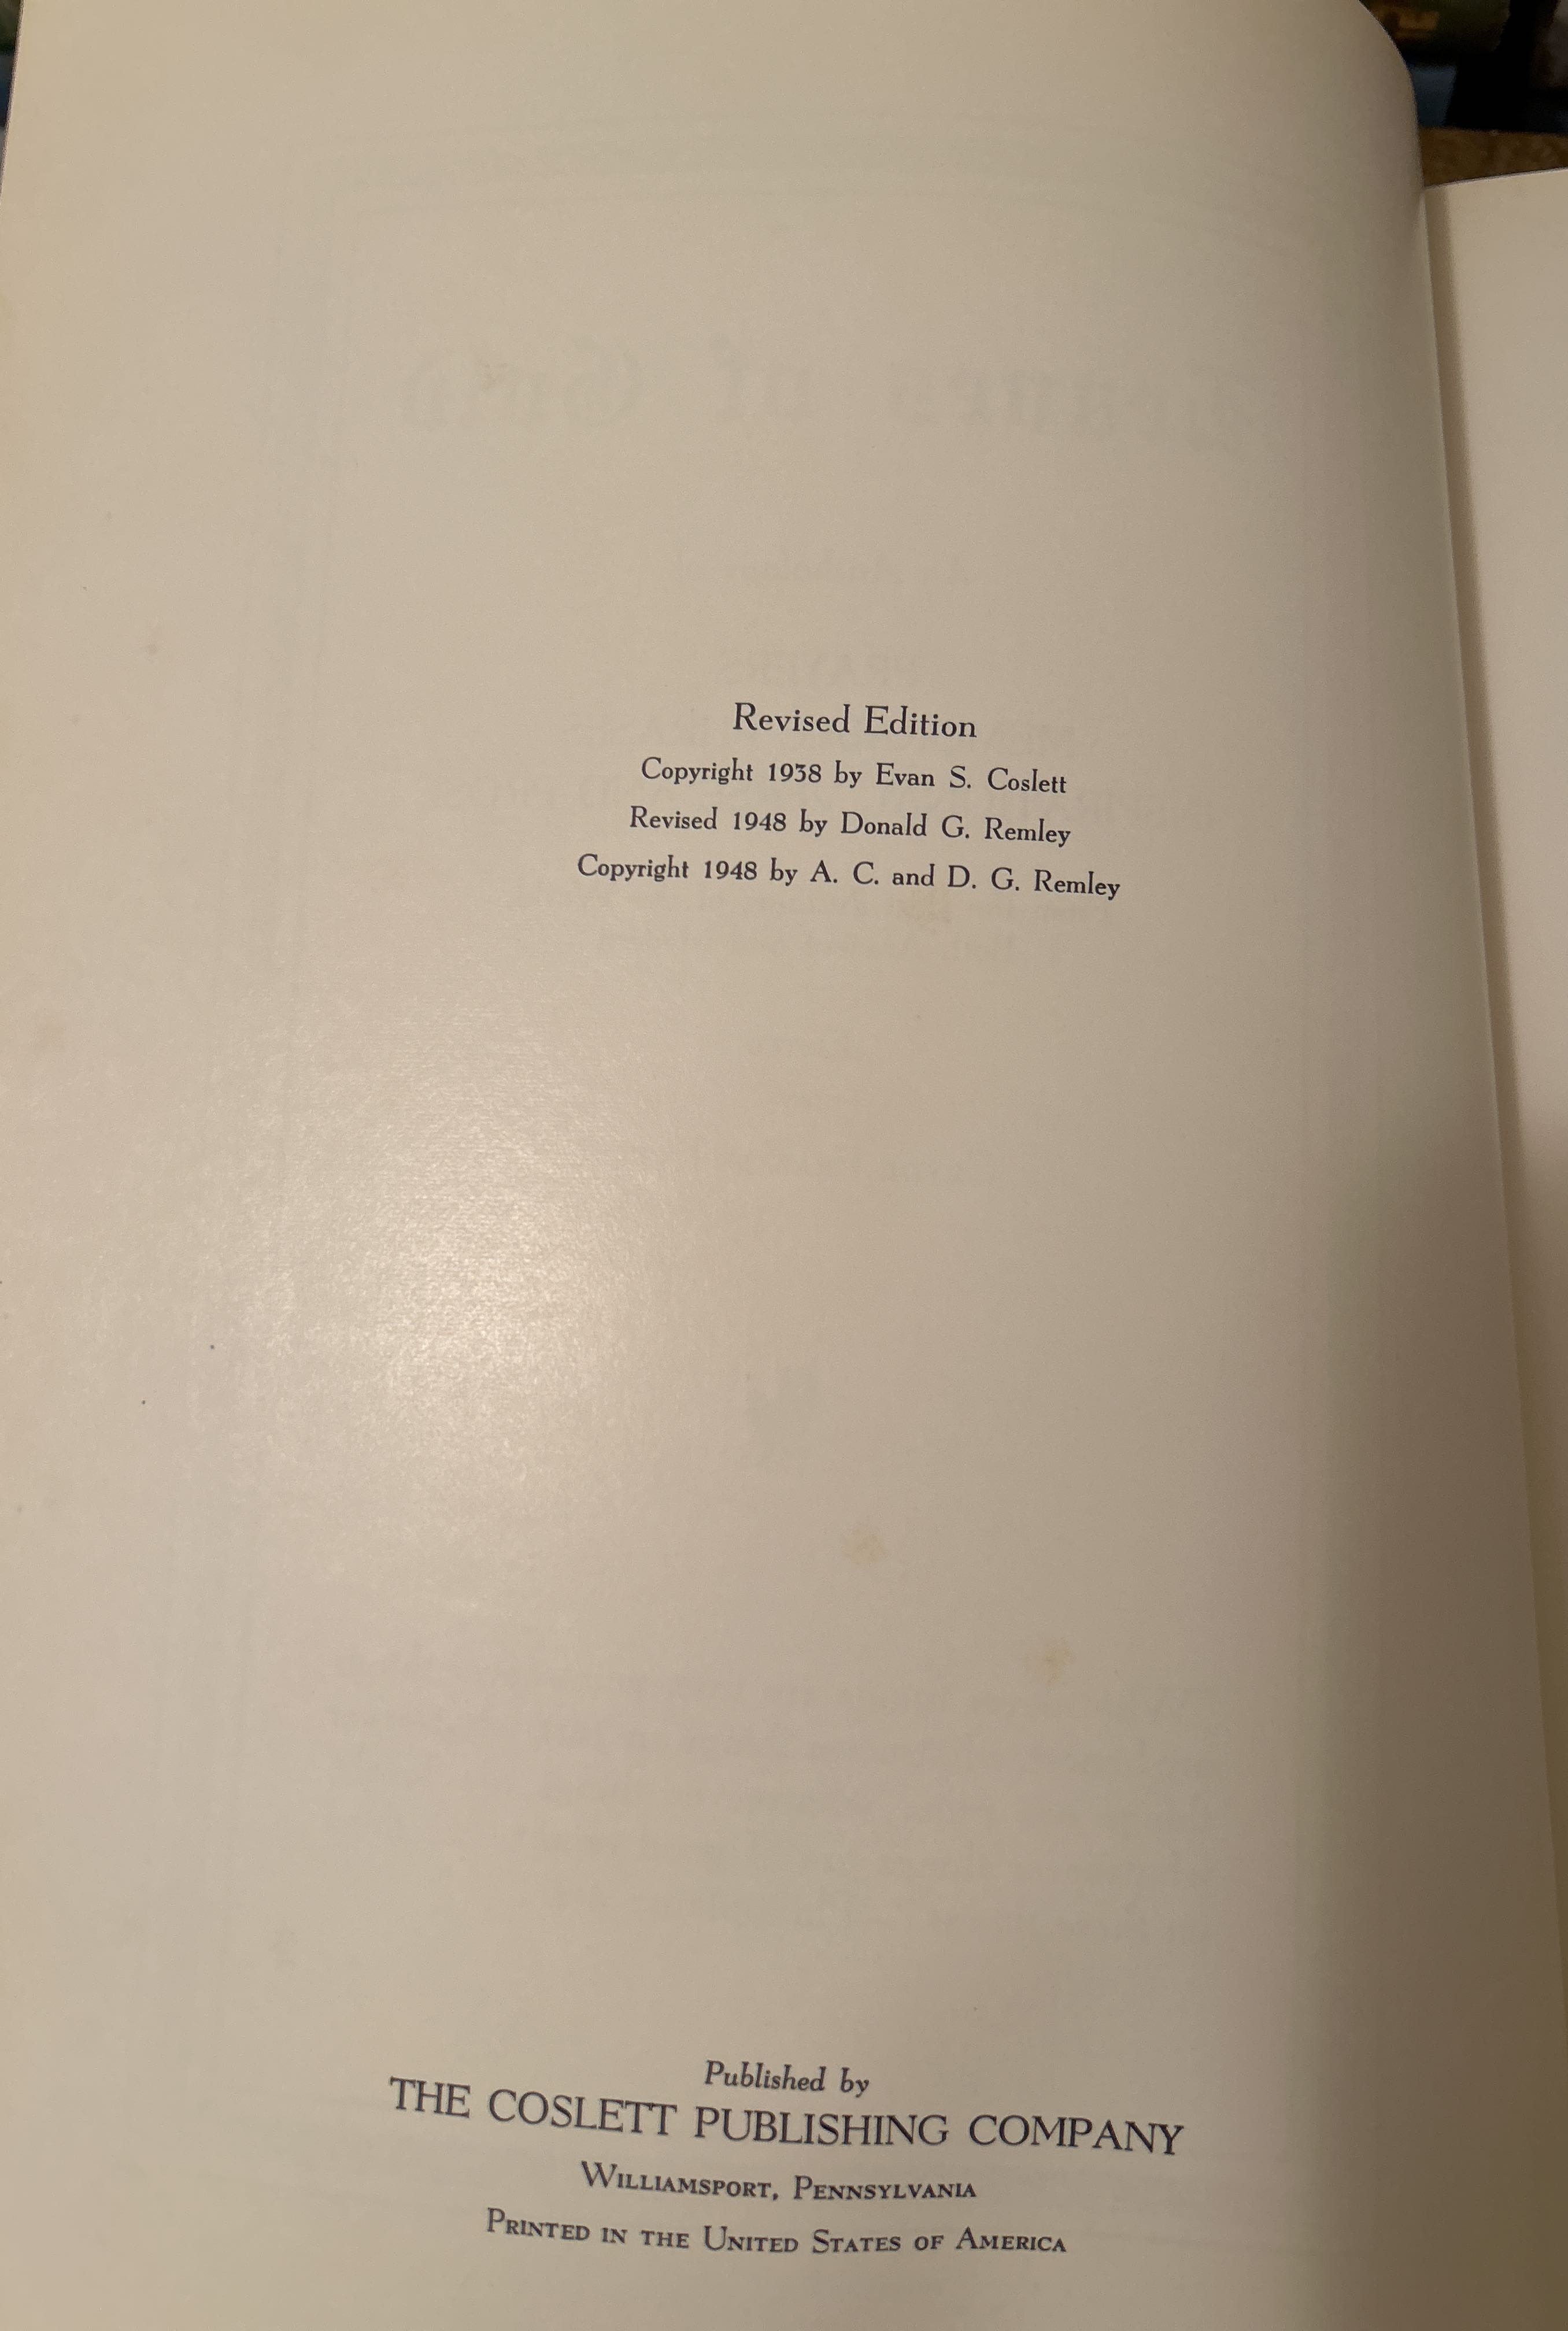 Revised Edition
Copyright 1938 by Evan S. Coslett
Revised 1948 by Donald G. Remley
Copyright 1948 by A. C. and D. G. Remley
Published by
THE COSLETT PUBLISHING COMPANY
Williamsport, Pennsylvania
Printed in the United States of America